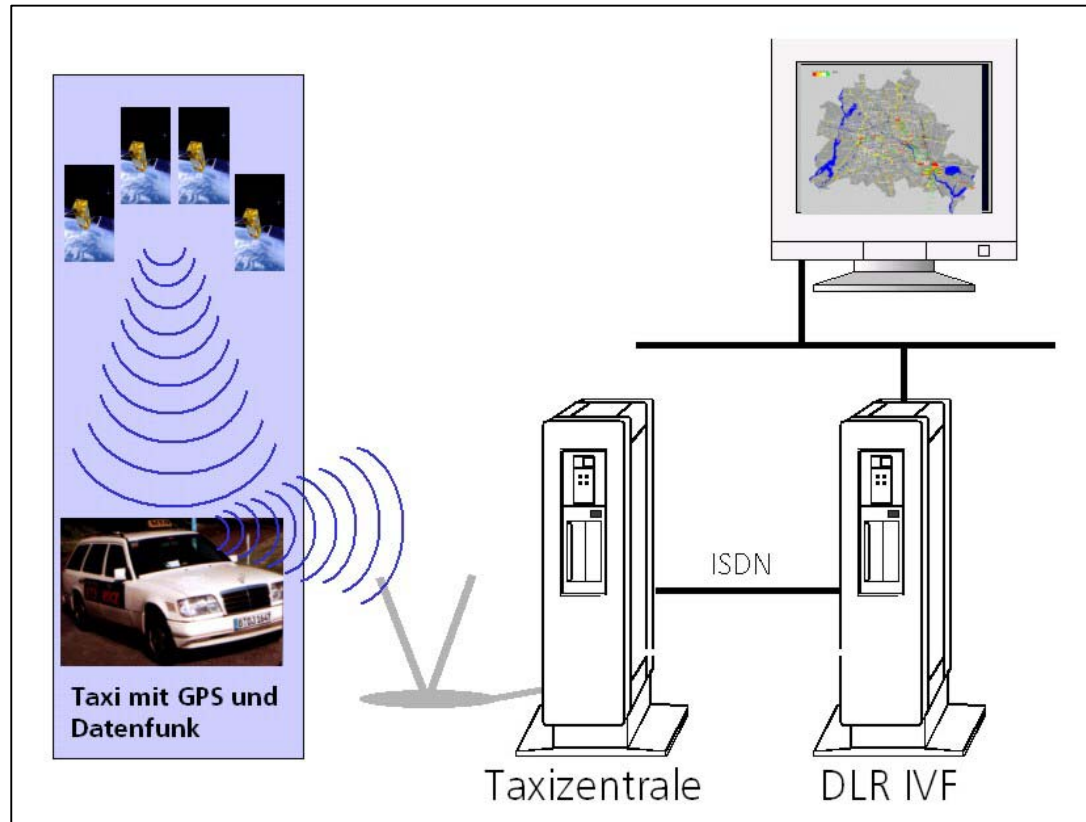 Taxi mit GPS und
Datenfunk
ISDN
Taxizentrale
DLR IVF